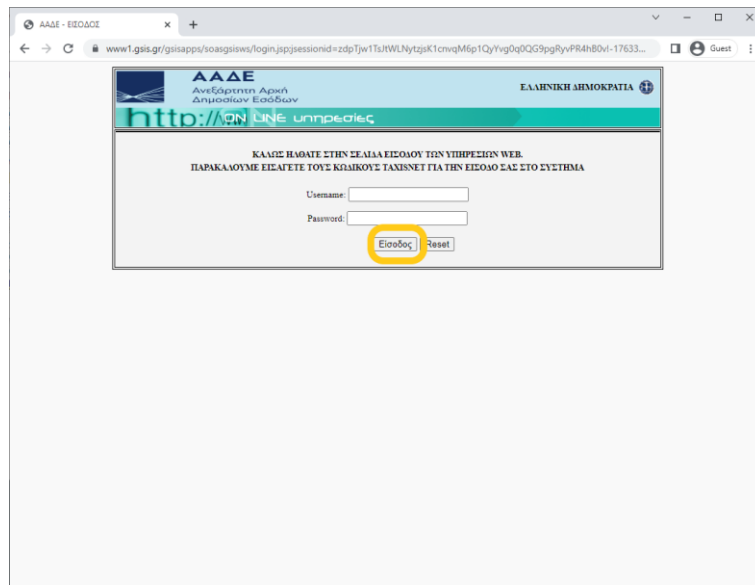 ΑΑΔΕ - ΕΙΣΟΔΟΣ
www1.gsis.gr/gsisapps/soasgsisws/login.jsp;jsessionid=zdpTjw1TsJtWLNytzjsK1cnvqM6p1QyYvg0q0QG9pgRyvPR4hB0vl-17633...
Guest
ΑΑΔΕ
Ανεξάρτητη Αρχή
Δημοσίων Εσόδων
ΕΛΛΗΝΙΚΗ ΔΗΜΟΚΡΑΤΙΑ
http://www ON LINE υπηρεσίες
ΚΑΛΩΣ ΗΛΘΑΤΕ ΣΤΗΝ ΣΕΛΙΔΑ ΕΙΣΟΔΟΥ ΤΩΝ ΥΠΗΡΕΣΙΩΝ WEB.
ΠΑΡΑΚΑΛΟΥΜΕ ΕΙΣΑΓΕΤΕ ΤΟΥΣ ΚΩΔΙΚΟΥΣ TAXISNET ΓΙΑ ΤΗΝ ΕΙΣΟΔΟ ΣΑΣ ΣΤΟ ΣΥΣΤΗΜΑ
Username:
Password:
Είσοδος Reset